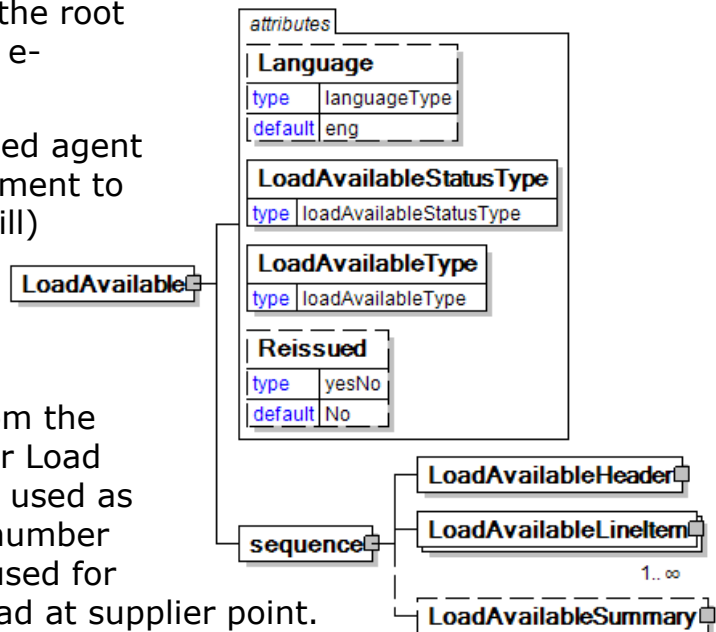 the root
e-
ed agent
ment to
ill)
m the
r Load
used as
number
used for
ad at supplier point.
attributes
Language
type languageType
default eng
LoadAvailableStatusType
type loadAvailableStatusType
LoadAvailableType
type loadAvailableType
Reissued
type yesNo
default No
LoadAvailable
sequence
LoadAvailableHeader
LoadAvailableLineItem
1.. ∞
LoadAvailableSummary